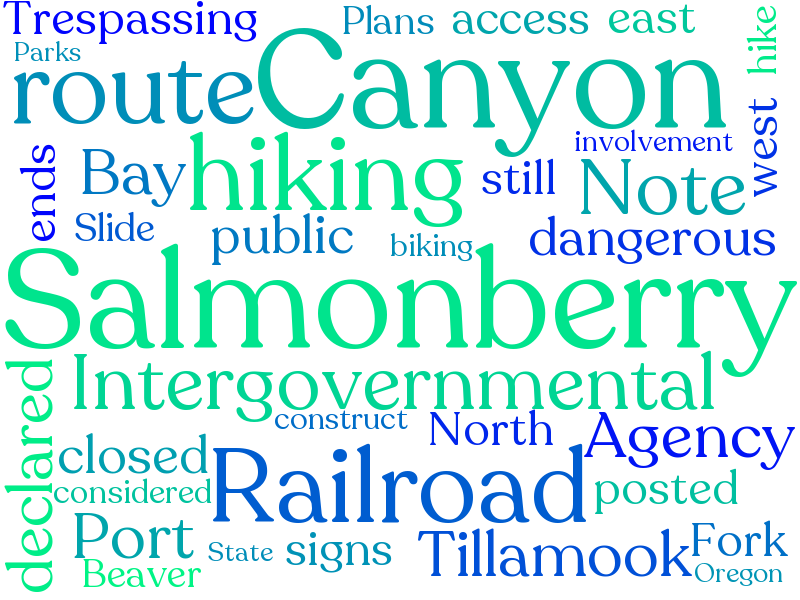 Trespassing Plans access east
Parks
hike
route Canyon
involvement
west
ends
Bay hiking still Note
Slide public biking dangerous
Salmonberry
declared
Intergovernmental
construct North Agency
closed
considered Railroad posted
Port State signs Tillamook Fork
Beaver Oregon